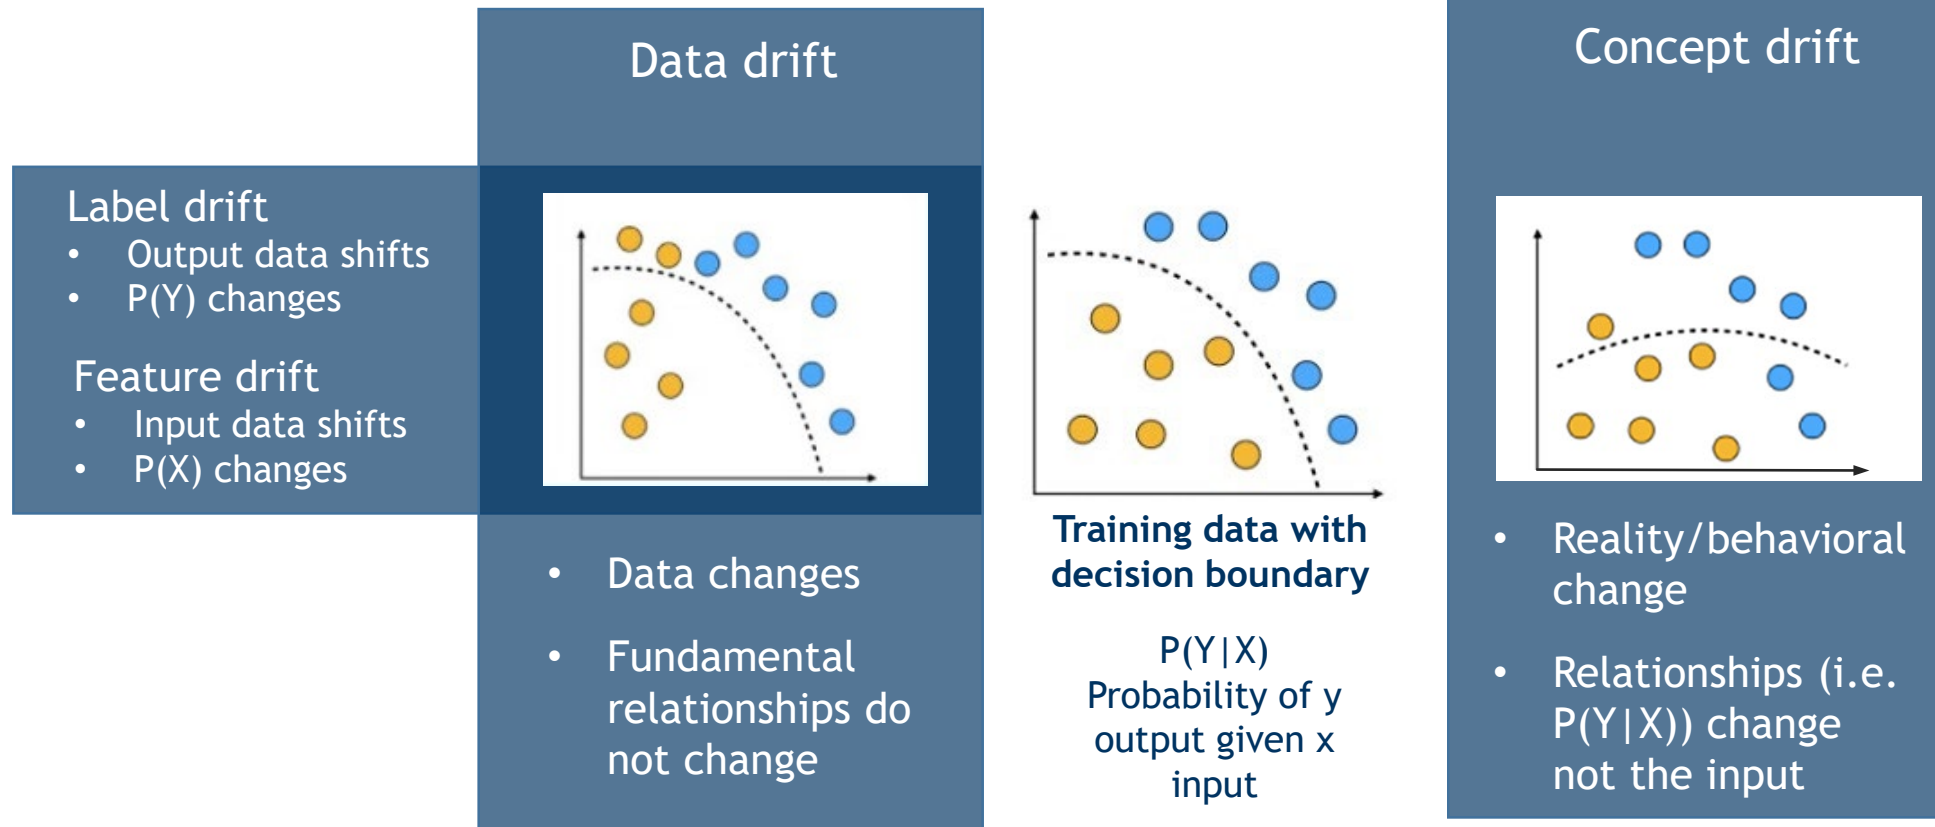 Data drift
Concept drift
Label drift
• Output data shifts
• P(Y) changes
Feature drift
• Input data shifts
• P(X) changes
• Data changes
• Fundamental
relationships do
not change
Training data with
decision boundary
P(Y|X)
Probability of y
output given x
input
• Reality/behavioral
change
• Relationships (i.e.
P(Y|X)) change
not the input